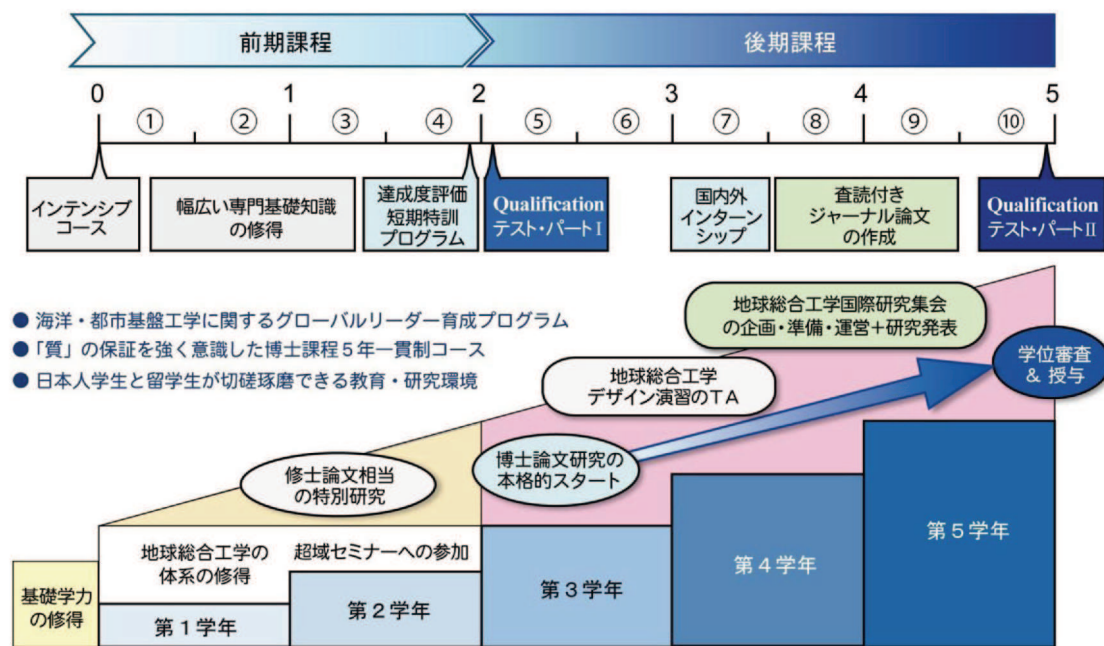 前期課程
後期課程
0 1 2 3 4 5
① ② ③ ④ ⑤ ⑥ ⑦ ⑧ ⑨ ⑩
インテンシブ
コース
幅広い専門基礎知識
の修得
達成度評価
短期特訓
プログラム
Qualification
テスト・パートⅠ
国内外
インターン
シップ
査読付き
ジャーナル論文
の作成
Qualification
テスト・パートⅡ
● 海洋・都市基盤工学に関するグローバルリーダー育成プログラム
● 「質」の保証を強く意識した博士課程5年一貫制コース
● 日本人学生と留学生が切磋琢磨できる教育・研究環境
地球総合工学国際研究集会
の企画・準備・運営+研究発表
地球総合工学
デザイン演習のTA
学位審査
& 授与
修士論文相当
の特別研究
博士論文研究の
本格的スタート
地球総合工学の
体系の修得
超域セミナーへの参加
基礎学力
の修得
第1学年
第2学年
第3学年
第4学年
第5学年